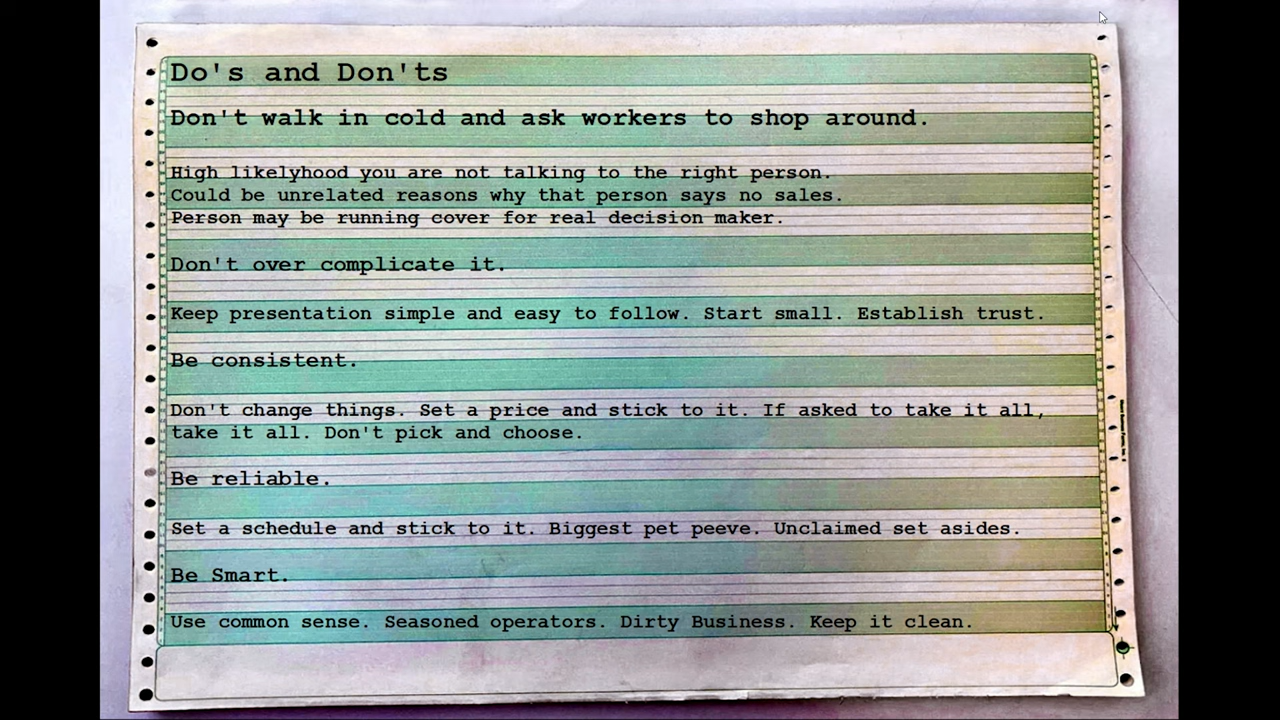 Do's and Don'ts
Don't walk in cold and ask workers to shop around.
High likelyhood you are not talking to the right person.
Could be unrelated reasons why that person says no sales.
Person may be running cover for real decision maker.
Don't over complicate it.
Keep presentation simple and easy to follow. Start small. Establish trust.
Be consistent.
Don't change things. Set a price and stick to it. If asked to take it all,
take it all. Don't pick and choose.
Be reliable.
Set a schedule and stick to it. Biggest pet peeve. Unclaimed set asides.
Be Smart.
Use common sense. Seasoned operators. Dirty Business. Keep it clean.